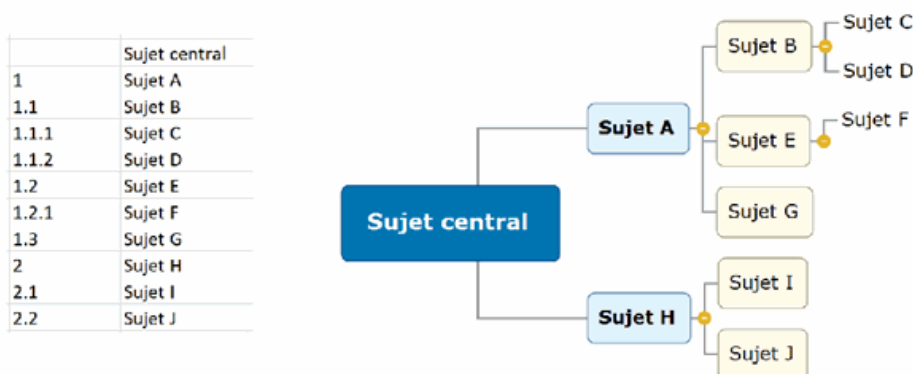 Sujet central
1 Sujet A
1.1 Sujet B
1.1.1 Sujet C
1.1.2 Sujet D
1.2 Sujet E
1.2.1 Sujet F
1.3 Sujet G
2 Sujet H
2.1 Sujet I
2.2 Sujet J
Sujet central
Sujet A
Sujet B
Sujet C
Sujet D
Sujet E
Sujet F
Sujet G
Sujet H
Sujet I
Sujet J